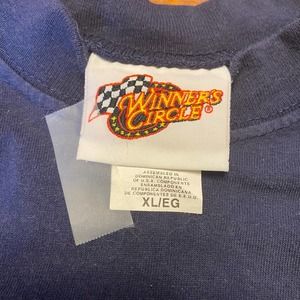 WINNER'S
CIRCLE
ASSEMBLED IN
DOMINICAN REPUBLIC
OF U.S.A. COMPONENTS
ENSAMBLADO EN
REPUBLICA DOMINICANA
DE COMPONENTES DE E.U.A.
XL/EG